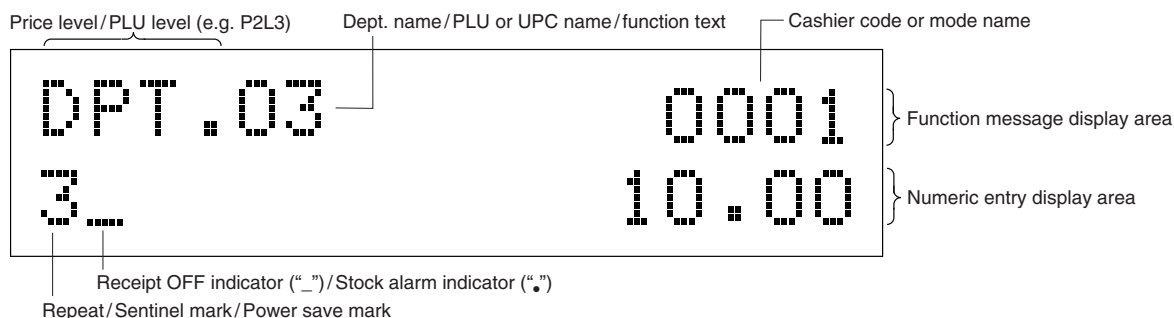 Price level/PLU level (e.g. P2L3)
Dept. name/PLU or UPC name/function text
Cashier code or mode name
DPT.03 0001
Function message display area
3_ 10.00
Numeric entry display area
Receipt OFF indicator (“_”)/Stock alarm indicator (“.”)
Repeat/Sentinel mark/Power save mark